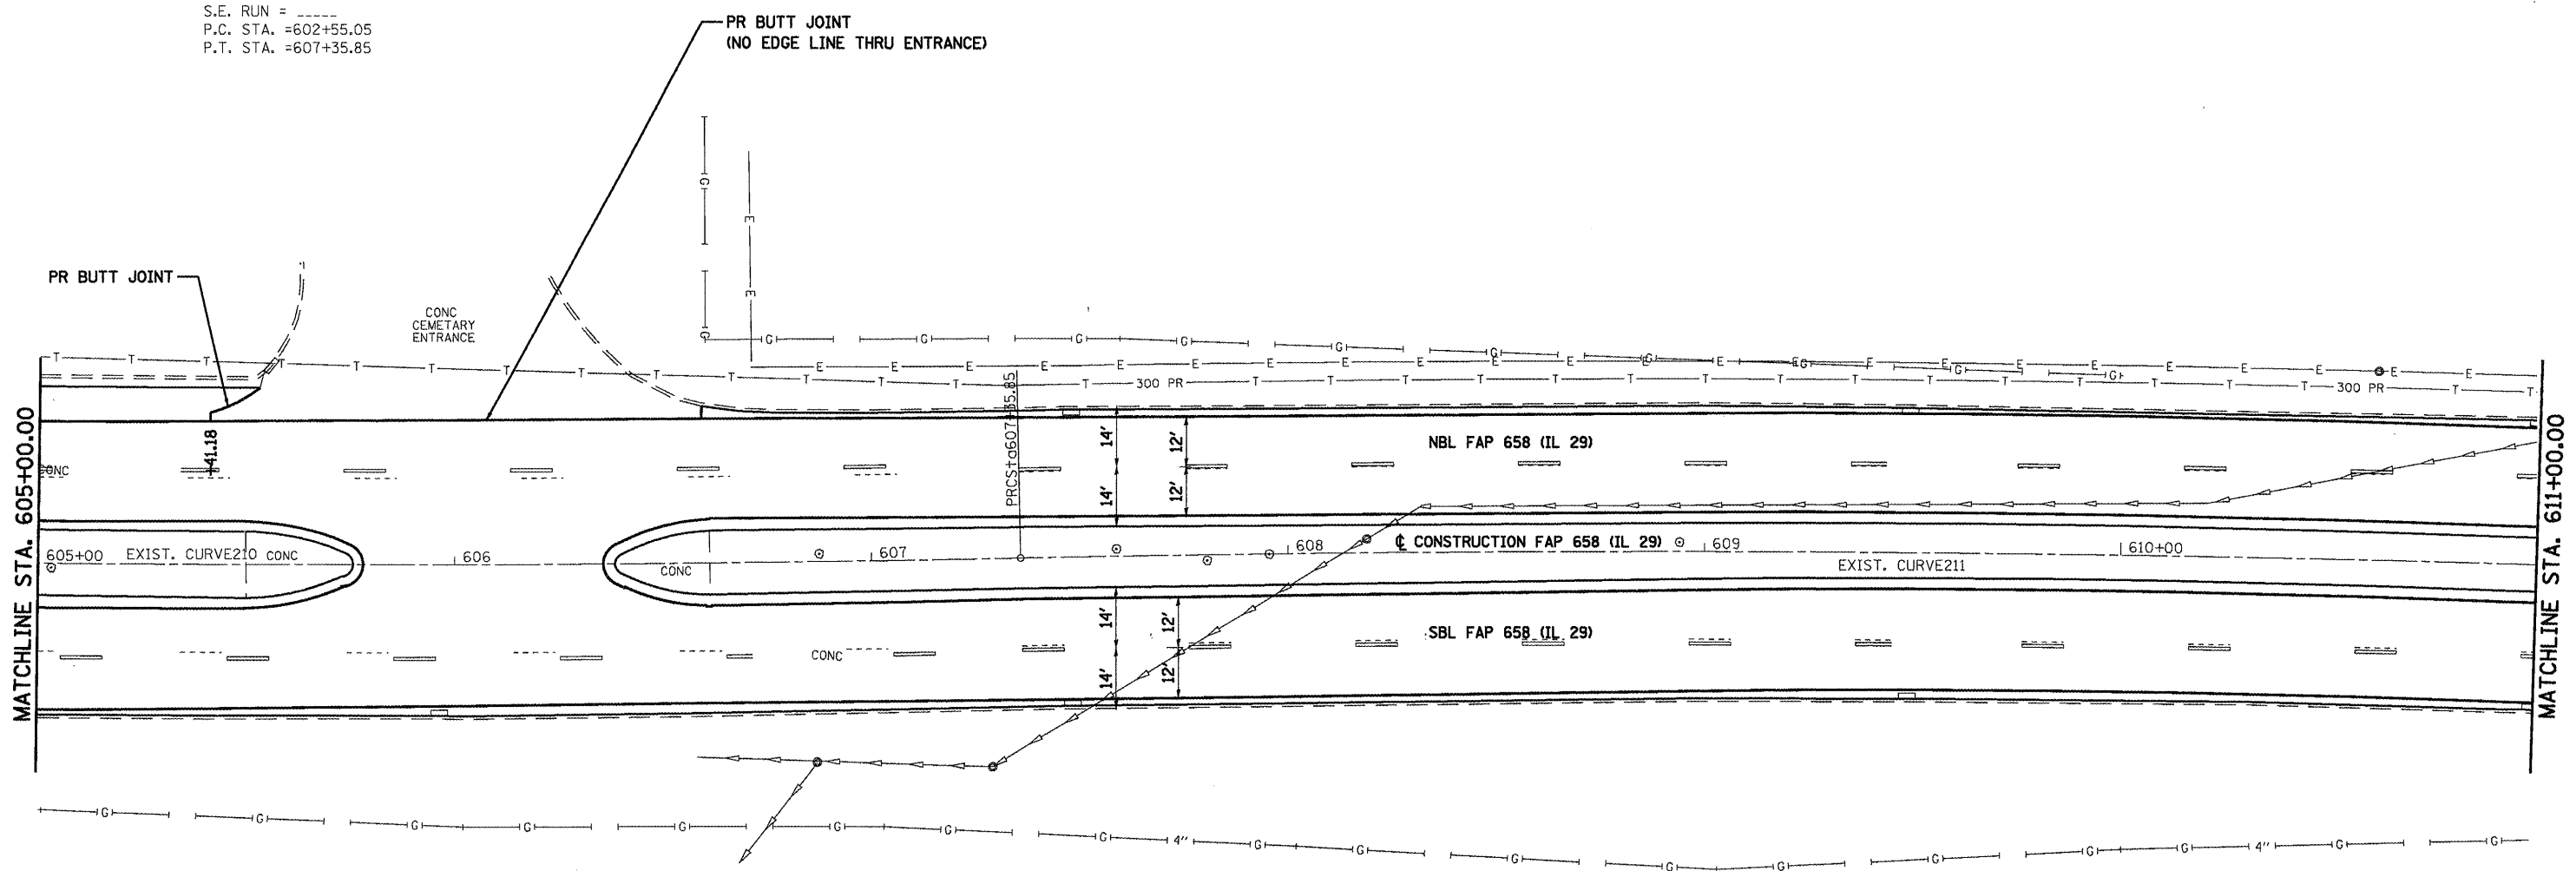 S.E. RUN = _____
P.C. STA. =602+55.05
P.T. STA. =607+35.85
PR BUTT JOINT
(NO EDGE LINE THRU ENTRANCE)
PR BUTT JOINT
CONC
CEMETARY
ENTRANCE
G
E
E
G
G G G G G G G G G G
T T T T T T T T T T T T T T 300 PR T T T T T T T T T T T T T T T 300 PR T T
E E E E E E E E E E E E E E E E E E E E E E E
MATCHLINE STA. 605+00.00
+41.18
CONC
PRCSta607+35.85
14'
12'
14'
12'
NBL FAP 658 (IL 29)
605+00
EXIST. CURVE210
CONC
606
CONC
607
608
℄ CONSTRUCTION FAP 658 (IL 29)
609
610+00
EXIST. CURVE211
MATCHLINE STA. 611+00.00
CONC
14'
12'
14'
12'
SBL FAP 658 (IL 29)
G G G G G G G G 4" G G G G G G G G 4" G G